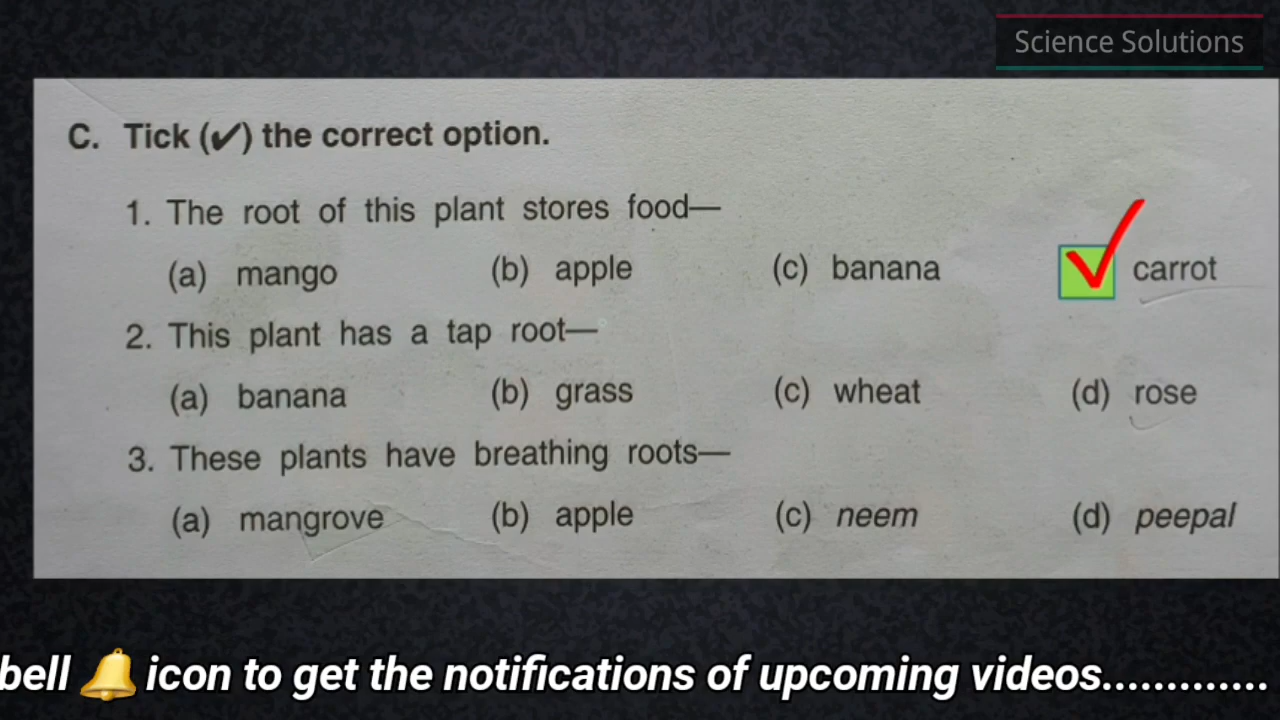 Science Solutions
C. Tick (✔) the correct option.
1. The root of this plant stores food—
(a) mango (b) apple (c) banana carrot
2. This plant has a tap root—
(a) banana (b) grass (c) wheat (d) rose
3. These plants have breathing roots—
(a) mangrove (b) apple (c) neem (d) peepal
bell 🔔 icon to get the notifications of upcoming videos.............